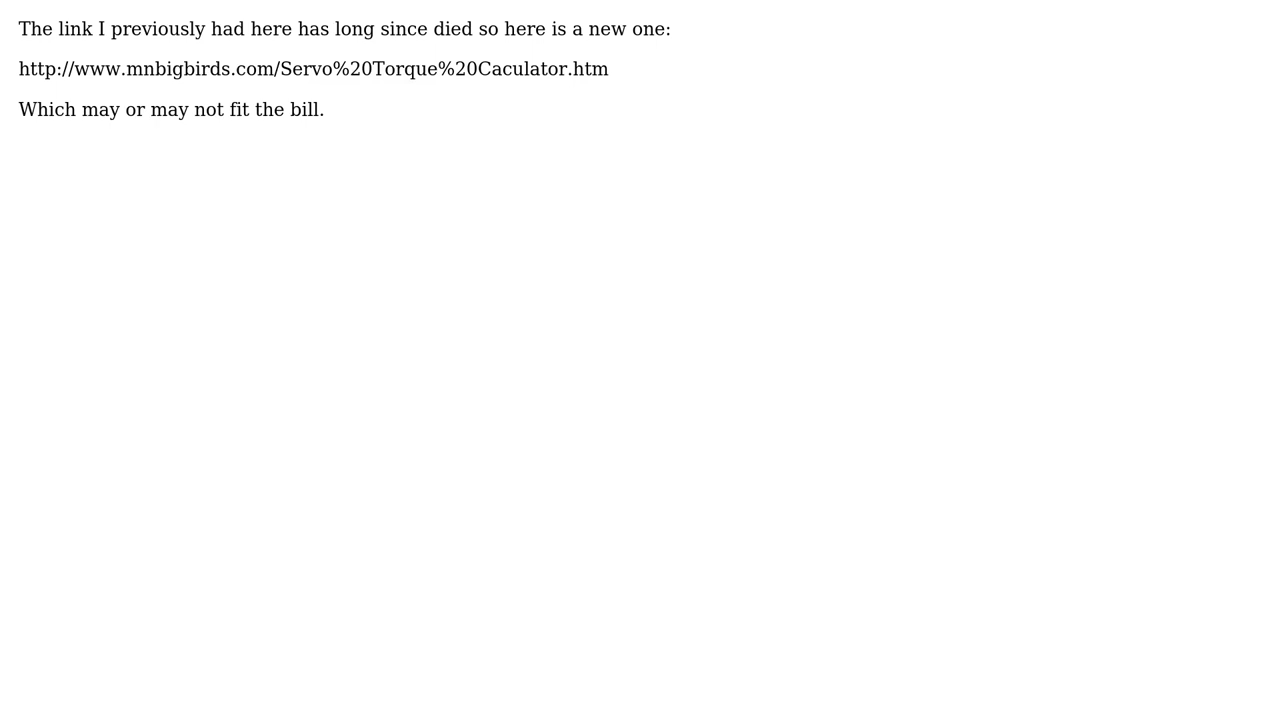 The link I previously had here has long since died so here is a new one:
http://www.mnbigbirds.com/Servo%20Torque%20Caculator.htm
Which may or may not fit the bill.